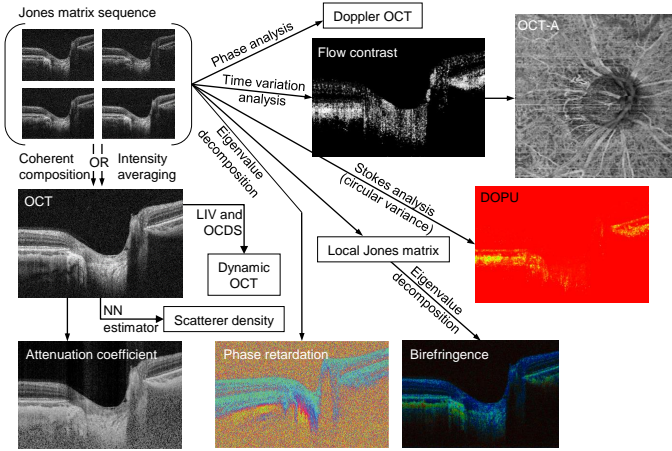 Jones matrix sequence
Phase analysis
Doppler OCT
OCT-A
Flow contrast
Time variation
analysis
Eigenvalue
decomposition
Stokes analysis
(circular variance)
Coherent
composition
OR
Intensity
averaging
OCT
LIV and
OCDS
Dynamic
OCT
NN
estimator
Scatterer density
Local Jones matrix
DOPU
Eigenvalue
decomposition
Attenuation coefficient
Phase retardation
Birefringence